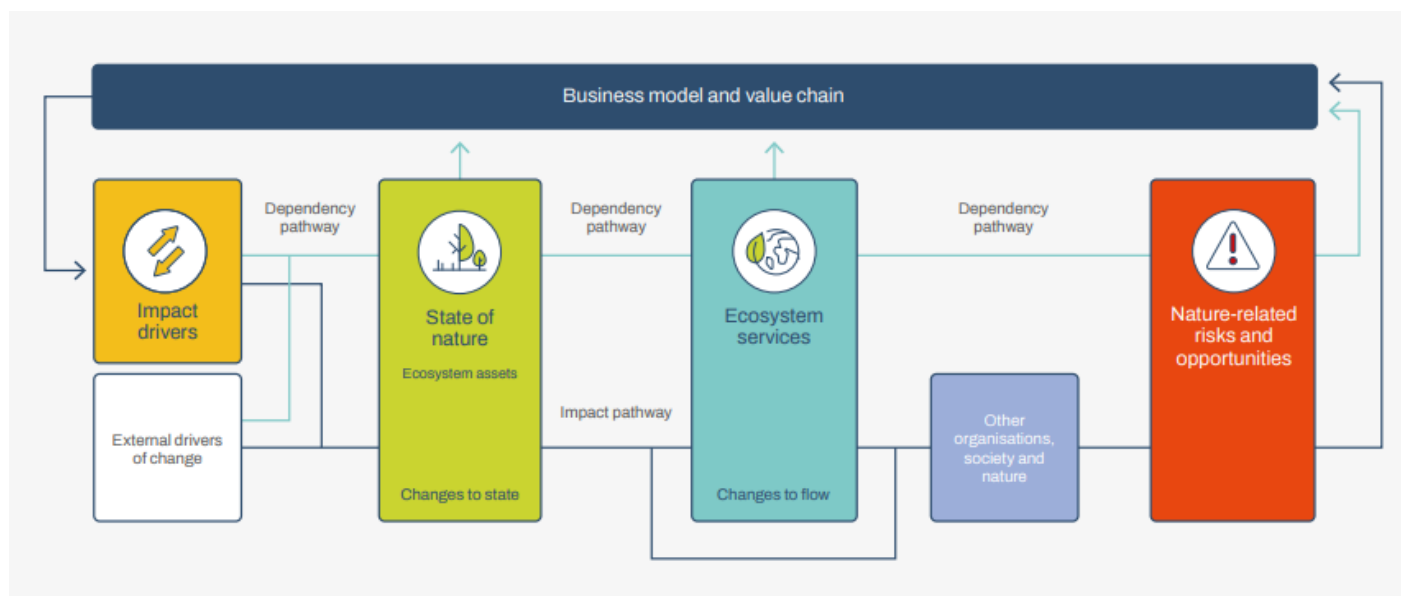 Business model and value chain
Impact
drivers
External drivers
of change
Dependency
pathway
State of
nature
Ecosystem assets
Changes to state
Dependency
pathway
Impact pathway
Ecosystem
services
Changes to flow
Dependency
pathway
Other
organisations,
society and
nature
Nature-related
risks and
opportunities